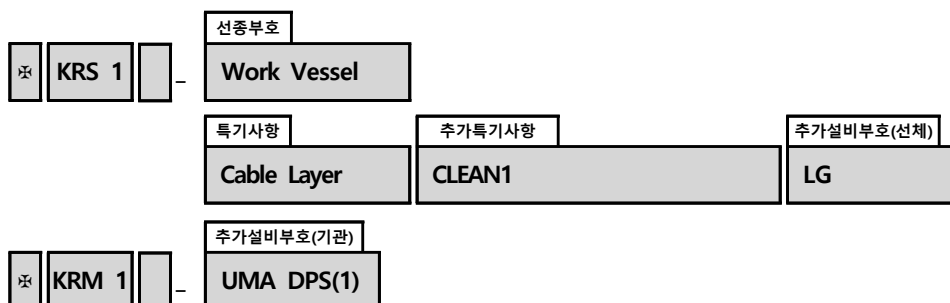 선종부호
✠ KRS 1 - Work Vessel
특기사항 추가특기사항 추가설비부호(선체)
Cable Layer CLEAN1 LG
추가설비부호(기관)
✠ KRM 1 - UMA DPS(1)